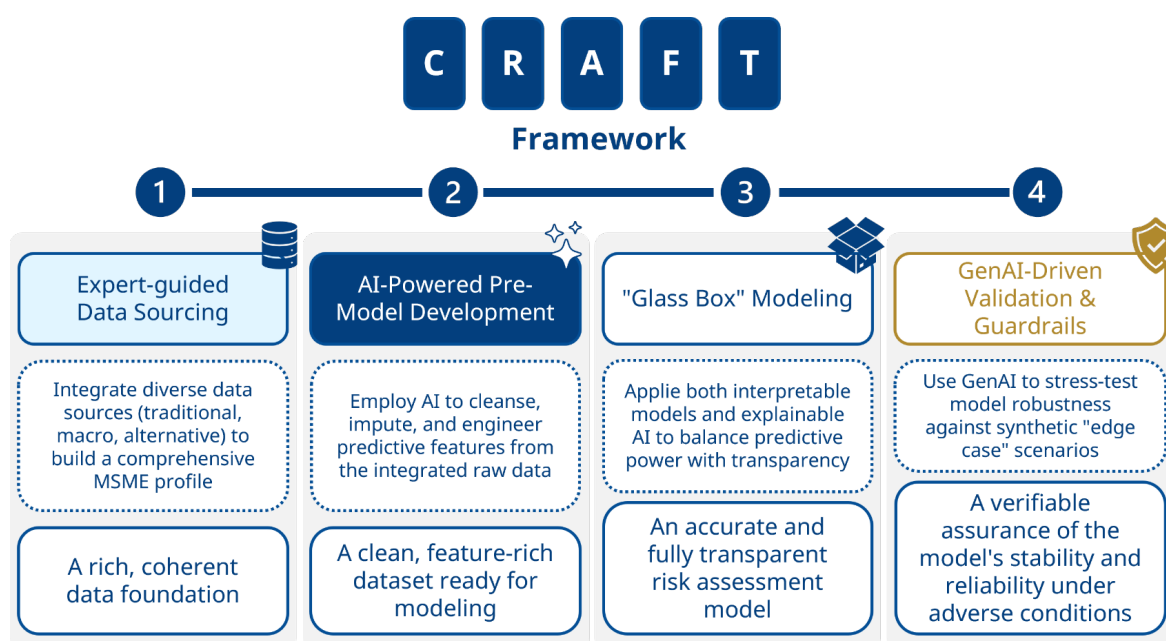 C R A F T
Framework
1
2
3
4
Expert-guided
Data Sourcing
Integrate diverse data
sources (traditional,
macro, alternative) to
build a comprehensive
MSME profile
A rich, coherent
data foundation
AI-Powered Pre-
Model Development
Employ AI to cleanse,
impute, and engineer
predictive features from
the integrated raw data
A clean, feature-rich
dataset ready for
modeling
"Glass Box" Modeling
Applie both interpretable
models and explainable
AI to balance predictive
power with transparency
An accurate and
fully transparent
risk assessment
model
GenAI-Driven
Validation &
Guardrails
Use GenAI to stress-test
model robustness
against synthetic "edge
case" scenarios
A verifiable
assurance of the
model's stability and
reliability under
adverse conditions